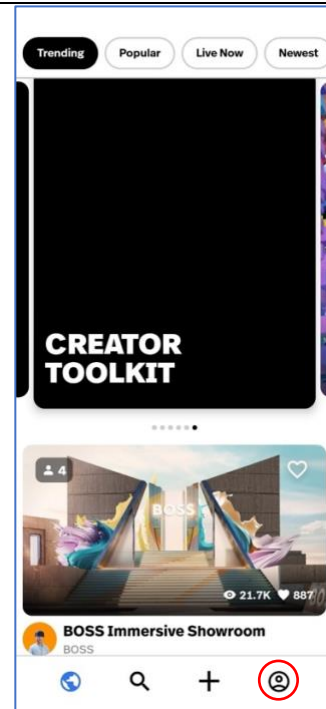 Trending Popular Live Now Newest
CREATOR
TOOLKIT
4
BOSS
21.7K 887
BOSS Immersive Showroom
BOSS